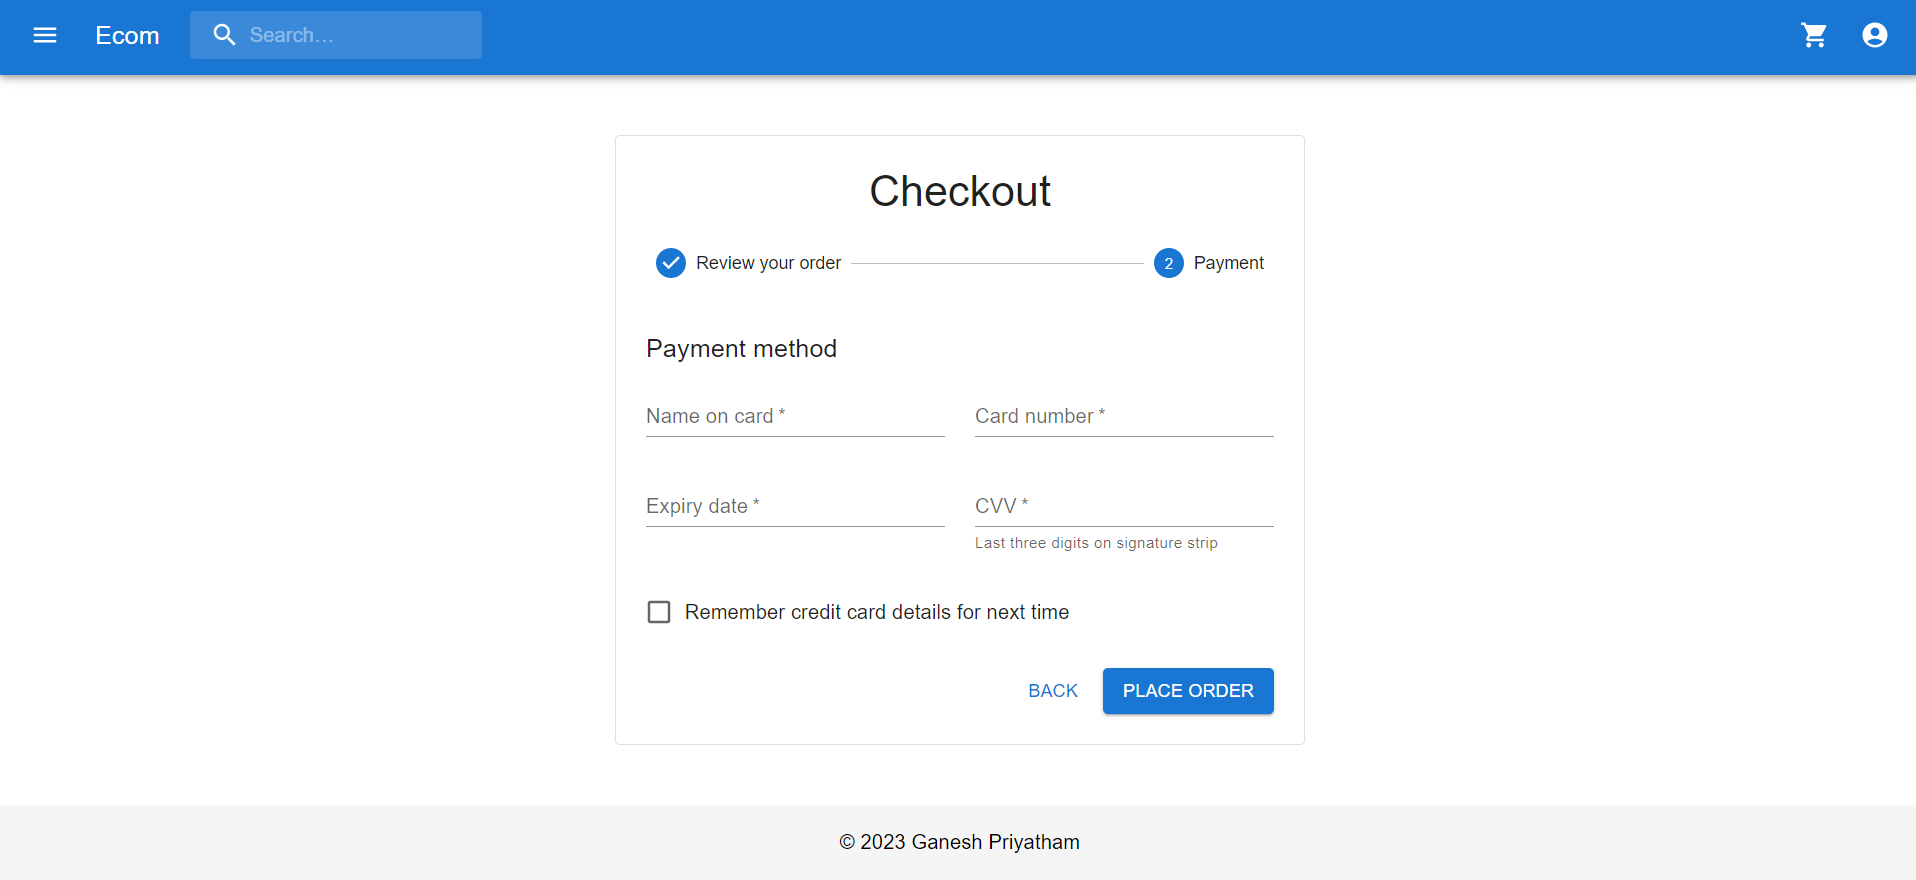 Ecom
Search…
Checkout
Review your order
2 Payment
Payment method
Name on card *
Card number *
Expiry date *
CVV *
Last three digits on signature strip
Remember credit card details for next time
BACK
PLACE ORDER
© 2023 Ganesh Priyatham